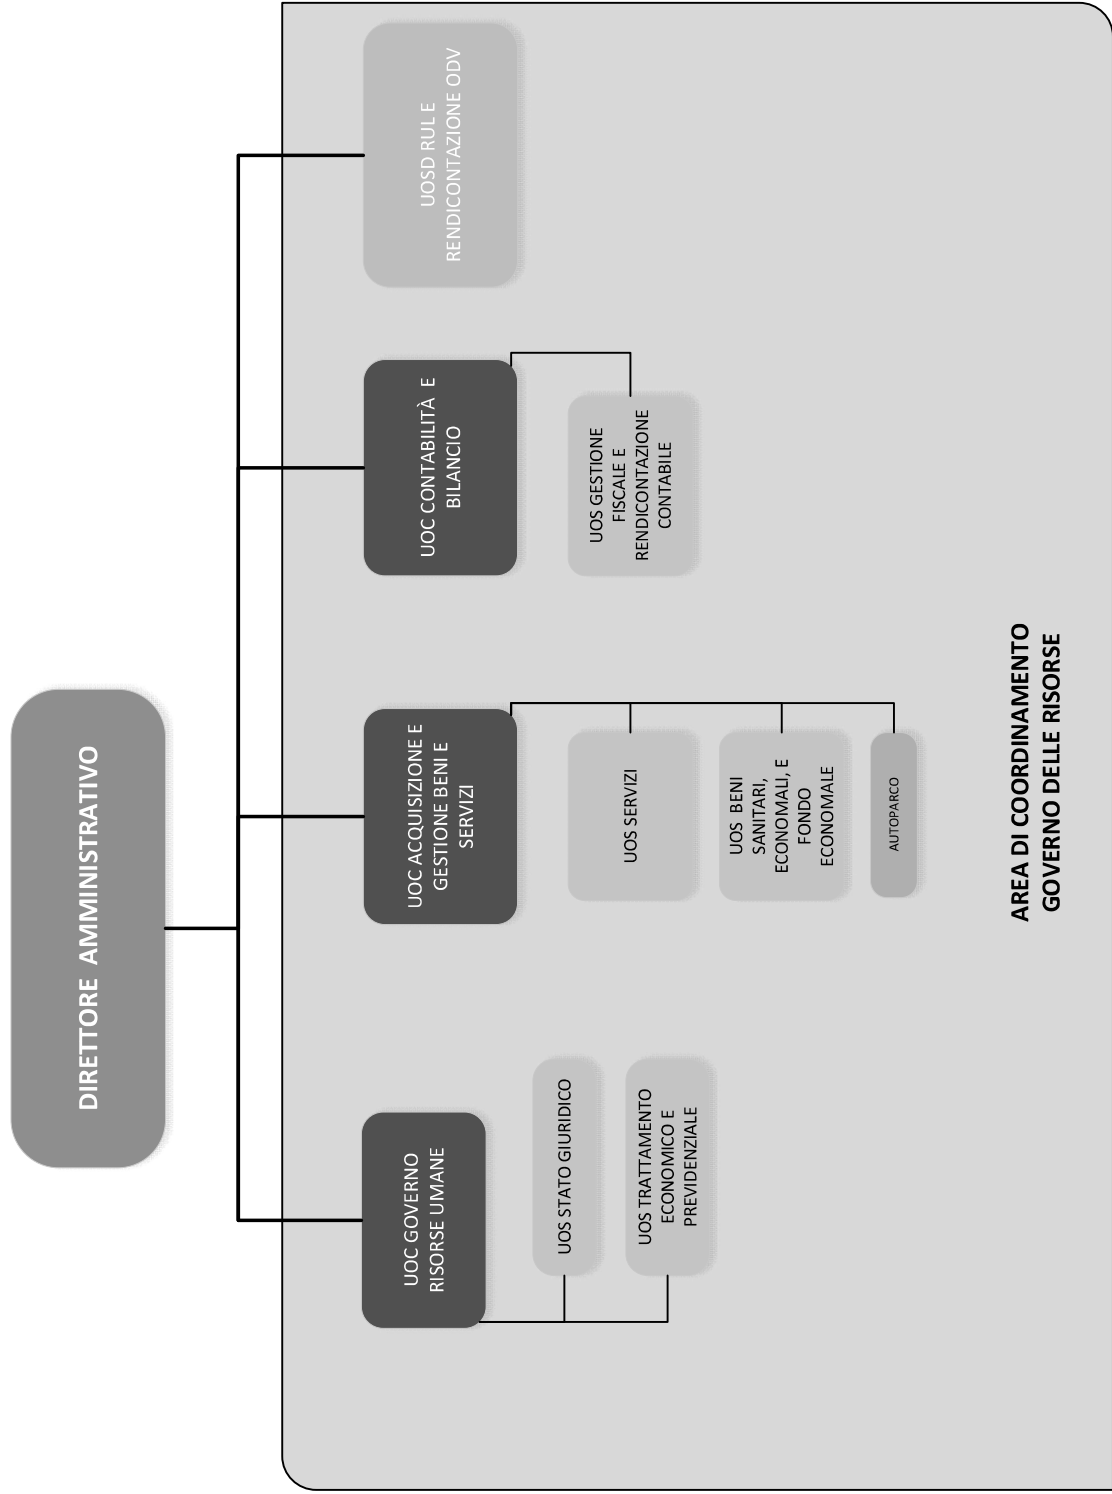 DIRETTORE AMMINISTRATIVO
UOC GOVERNO
RISORSE UMANE
UOS STATO GIURIDICO
UOS TRATTAMENTO
ECONOMICO E
PREVIDENZIALE
UOC ACQUISIZIONE E
GESTIONE BENI E
SERVIZI
UOS SERVIZI
UOS BENI
SANITARI,
ECONOMALI, E
FONDO
ECONOMALE
AUTOPARCO
UOC CONTABILITÀ E
BILANCIO
UOS GESTIONE
FISCALE E
RENDICONTAZIONE
CONTABILE
UOSD RUL E
RENDICONTAZIONE ODV
AREA DI COORDINAMENTO
GOVERNO DELLE RISORSE